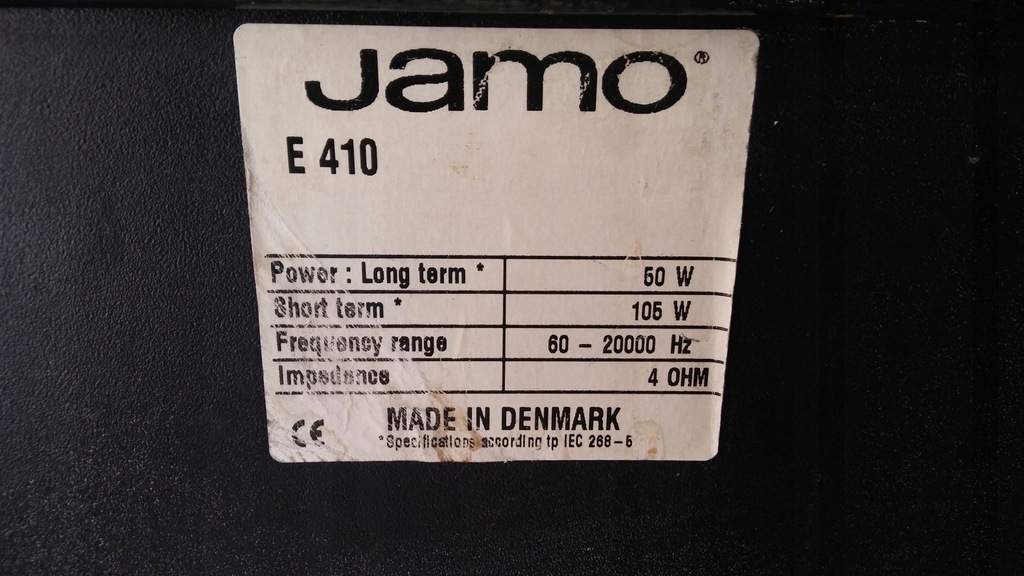 Jamo®
E 410
Power : Long term * 50 W
Short term * 105 W
Frequency range 60 – 20000 Hz
Impedance 4 OHM
CE MADE IN DENMARK
*Specifications according tp IEC 268–5